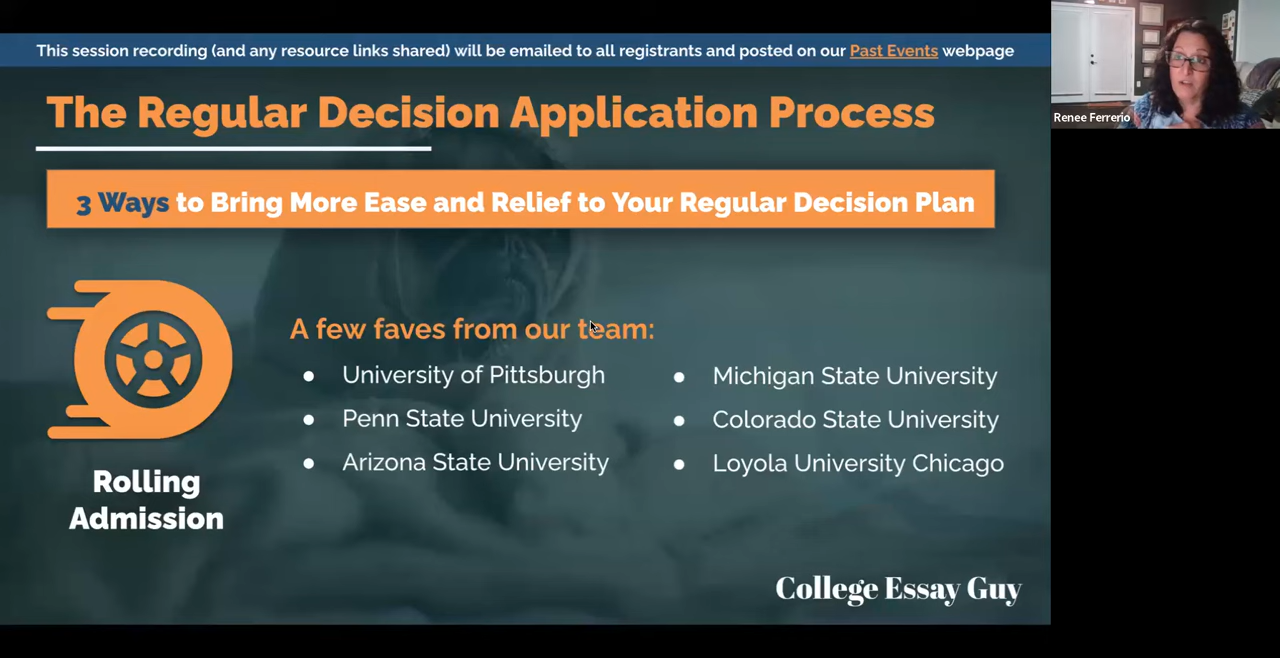 This session recording (and any resource links shared) will be emailed to all registrants and posted on our Past Events webpage
Renee Ferrerio
The Regular Decision Application Process
3 Ways to Bring More Ease and Relief to Your Regular Decision Plan
A few faves from our team:
● University of Pittsburgh
● Penn State University
● Arizona State University
● Michigan State University
● Colorado State University
● Loyola University Chicago
Rolling
Admission
College Essay Guy